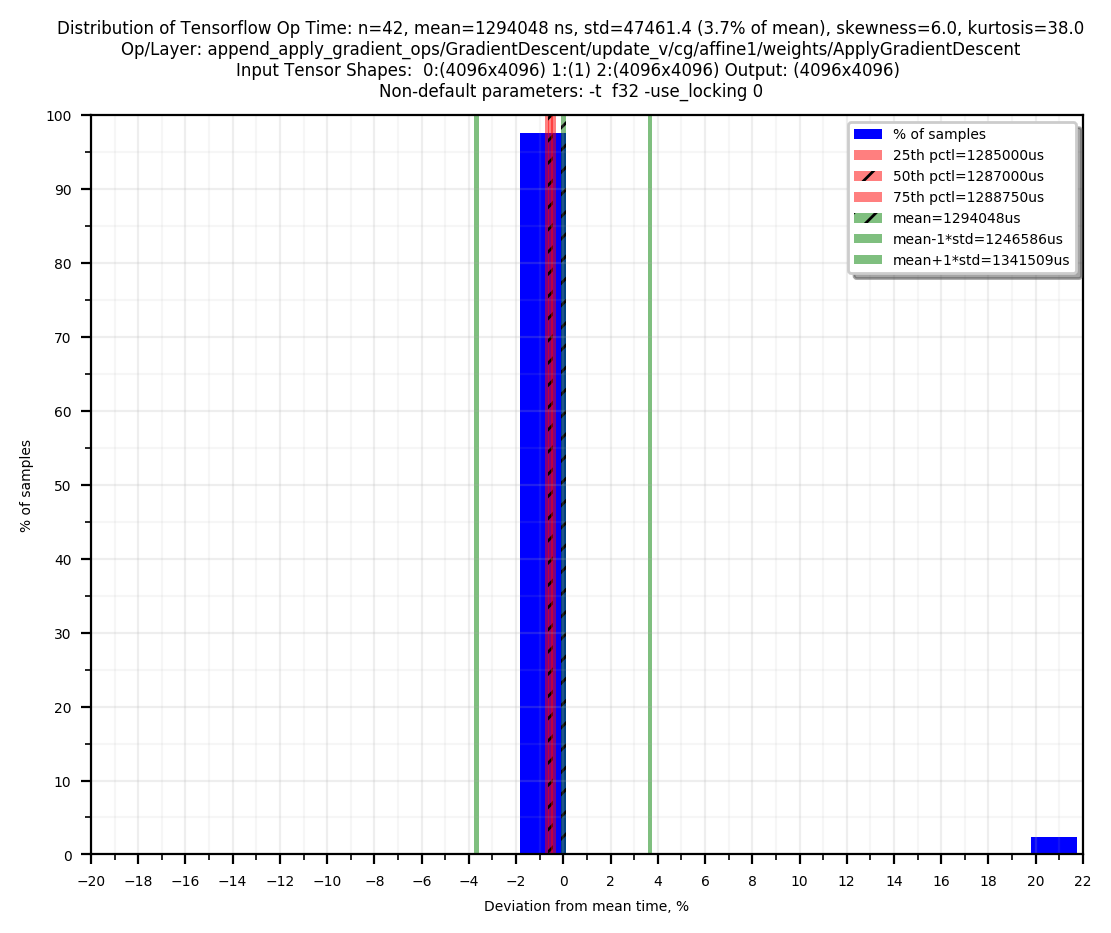 Distribution of Tensorflow Op Time: n=42, mean=1294048 ns, std=47461.4 (3.7% of mean), skewness=6.0, kurtosis=38.0
Op/Layer: append_apply_gradient_ops/GradientDescent/update_v/cg/affine1/weights/ApplyGradientDescent
Input Tensor Shapes:  0:(4096x4096) 1:(1) 2:(4096x4096) Output: (4096x4096)
Non-default parameters: -t  f32 -use_locking 0
% of samples
25th pctl=1285000us
50th pctl=1287000us
75th pctl=1288750us
mean=1294048us
mean-1*std=1246586us
mean+1*std=1341509us
100
90
80
70
60
50
40
30
20
10
0
% of samples
−20 −18 −16 −14 −12 −10 −8 −6 −4 −2 0 2 4 6 8 10 12 14 16 18 20 22
Deviation from mean time, %